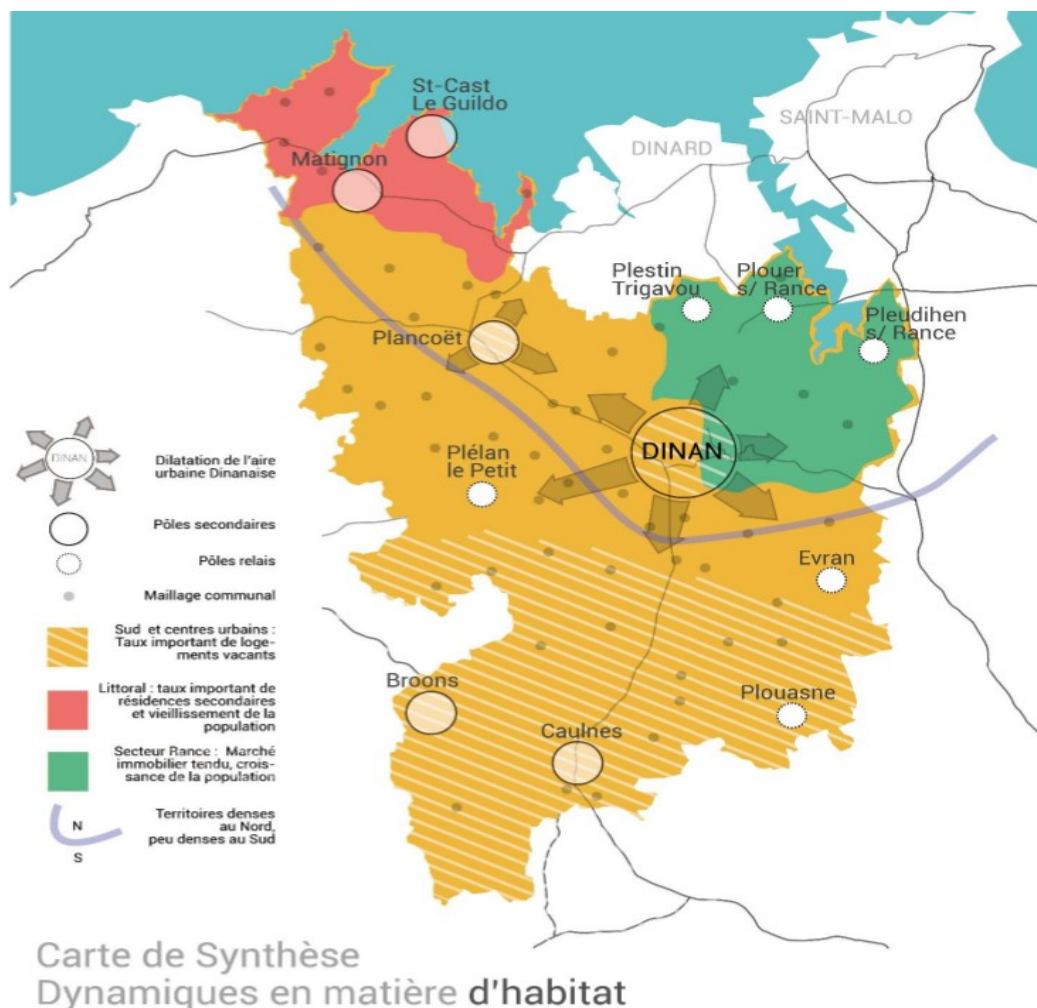 St-Cast
Le Guildo
Matignon
SAINT-MALO
DINARD
Plestin
Trigavou
Plouer
s/ Rance
Pleudihen
s/ Rance
Plancoët
DINAN
Plélan
le Petit
Evran
Broons
Plouasne
Caulnes
DINAN
Dilatation de l'aire
urbaine Dinanaise
Pôles secondaires
Pôles relais
Maillage communal
Sud et centres urbains :
Taux important de loge-
ments vacants
Littoral : taux important de
résidences secondaires
et vieillissement de la
population
Secteur Rance : Marché
immobilier tendu, crois-
sance de la population
Territoires denses
au Nord,
peu denses au Sud
N
S
Carte de Synthèse
Dynamiques en matière d'habitat